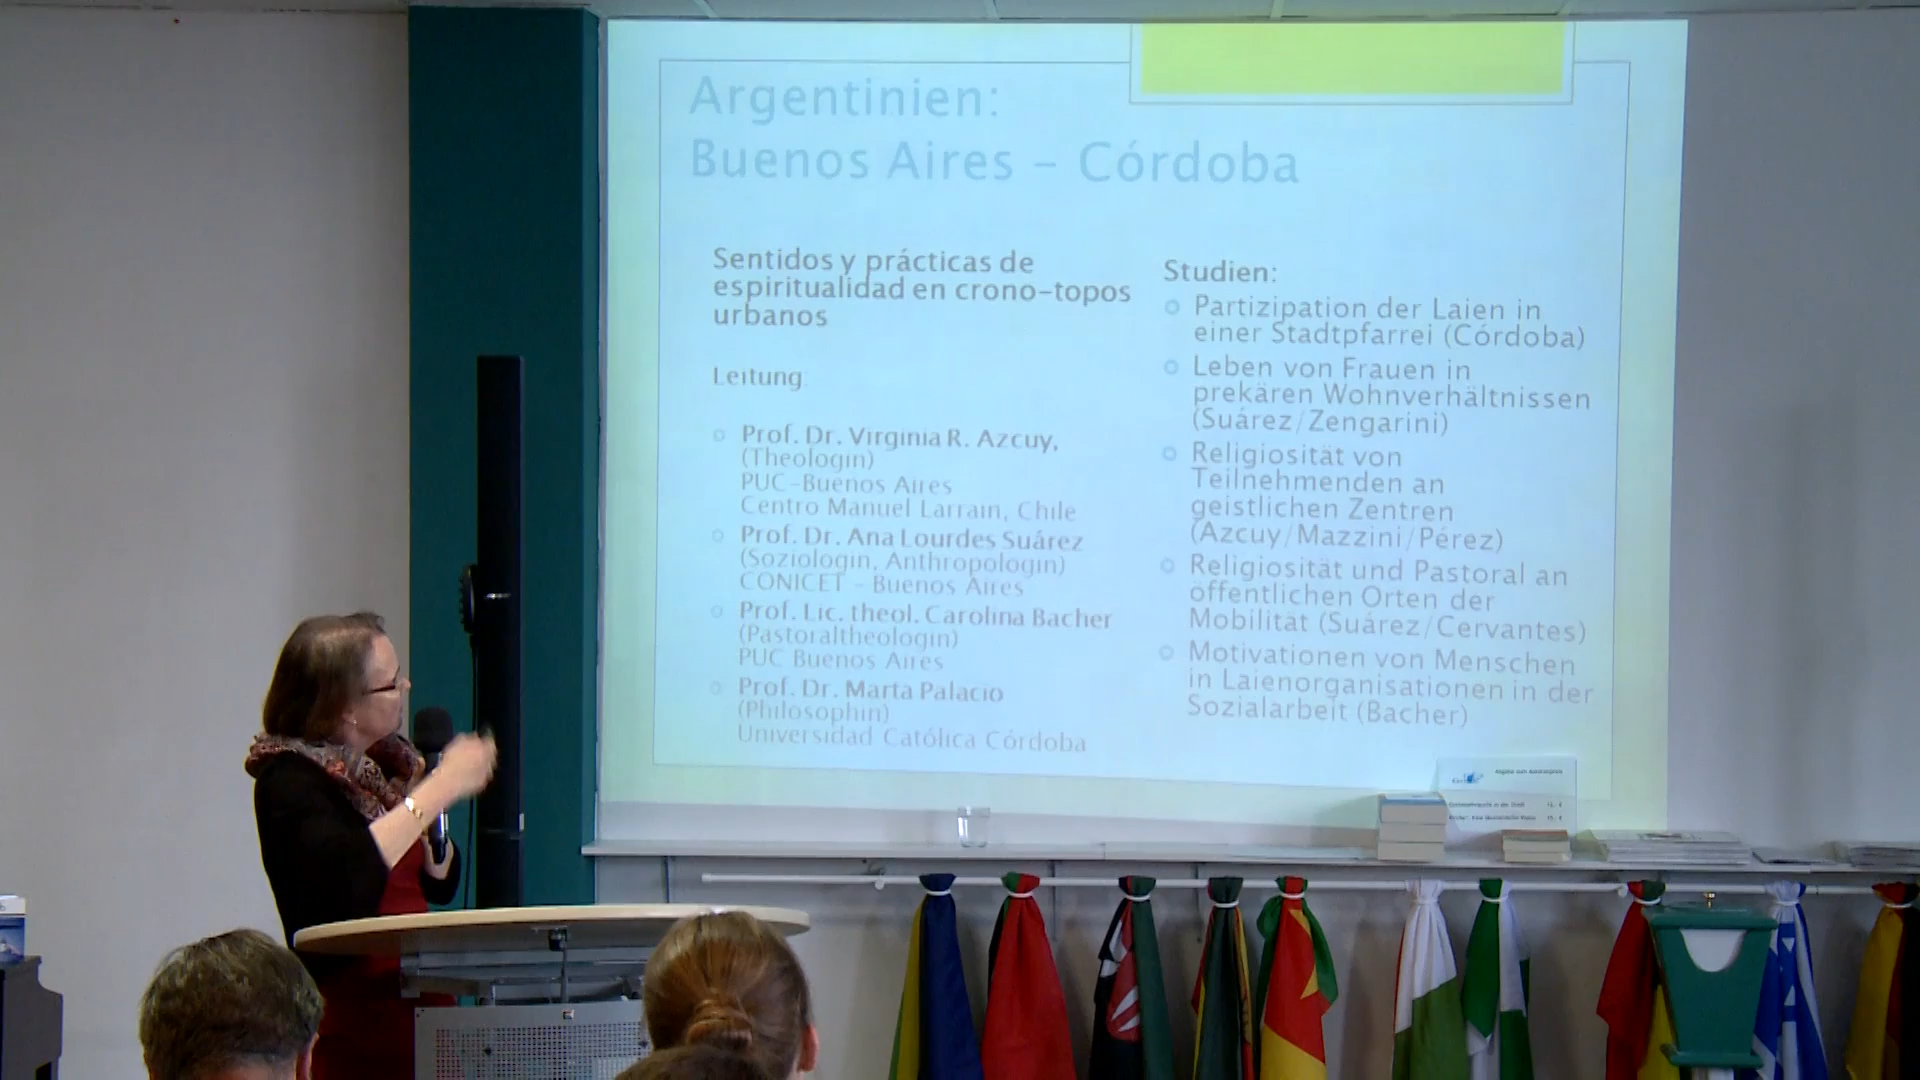 Argentinien:
Buenos Aires – Córdoba
Sentidos y prácticas de
espiritualidad en crono-topos
urbanos
Leitung
Prof. Dr. Virginia R. Azcuy,
(Theologin)
PUC-Buenos Aires
Centro Manuel Larrain, Chile
Prof. Dr. Ana Lourdes Suárez
(Soziologin, Anthropologin)
CONICET – Buenos Aires
Prof. Lic. theol. Carolina Bacher
(Pastoraltheologin)
PUC Buenos Aires
Prof. Dr. Marta Palacio
(Philosophin)
Universidad Católica Córdoba
Studien:
Partizipation der Laien in
einer Stadtpfarrei (Córdoba)
Leben von Frauen in
prekären Wohnverhältnissen
(Suárez/Zengarini)
Religiosität von
Teilnehmenden an
geistlichen Zentren
(Azcuy/Mazzini/Pérez)
Religiosität und Pastoral an
öffentlichen Orten der
Mobilität (Suárez/Cervantes)
Motivationen von Menschen
in Laienorganisationen in der
Sozialarbeit (Bacher)